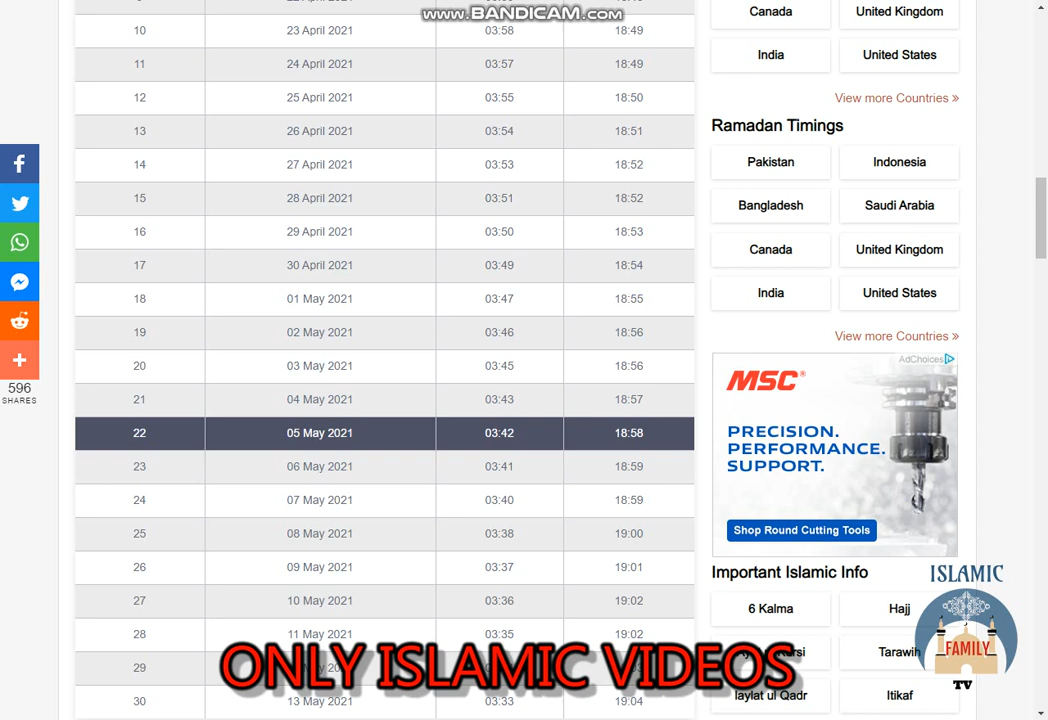 www.BANDICAM.com
10 23 April 2021 03:58 18:49
11 24 April 2021 03:57 18:49
12 25 April 2021 03:55 18:50
13 26 April 2021 03:54 18:51
14 27 April 2021 03:53 18:52
15 28 April 2021 03:51 18:52
16 29 April 2021 03:50 18:53
17 30 April 2021 03:49 18:54
18 01 May 2021 03:47 18:55
19 02 May 2021 03:46 18:56
20 03 May 2021 03:45 18:56
21 04 May 2021 03:43 18:57
22 05 May 2021 03:42 18:58
23 06 May 2021 03:41 18:59
24 07 May 2021 03:40 18:59
25 08 May 2021 03:38 19:00
26 09 May 2021 03:37 19:01
27 10 May 2021 03:36 19:02
28 11 May 2021 03:35 19:02
29
30 13 May 2021 03:33 19:04
596
SHARES
Canada United Kingdom
India United States
View more Countries »
Ramadan Timings
Pakistan Indonesia
Bangladesh Saudi Arabia
Canada United Kingdom
India United States
View more Countries »
AdChoices
MSC®
PRECISION.
PERFORMANCE.
SUPPORT.
Shop Round Cutting Tools
Important Islamic Info
6 Kalma Hajj
Tarawih
laylat ul Qadr Itikaf
ONLY ISLAMIC VIDEOS
ISLAMIC
FAMILY
TV